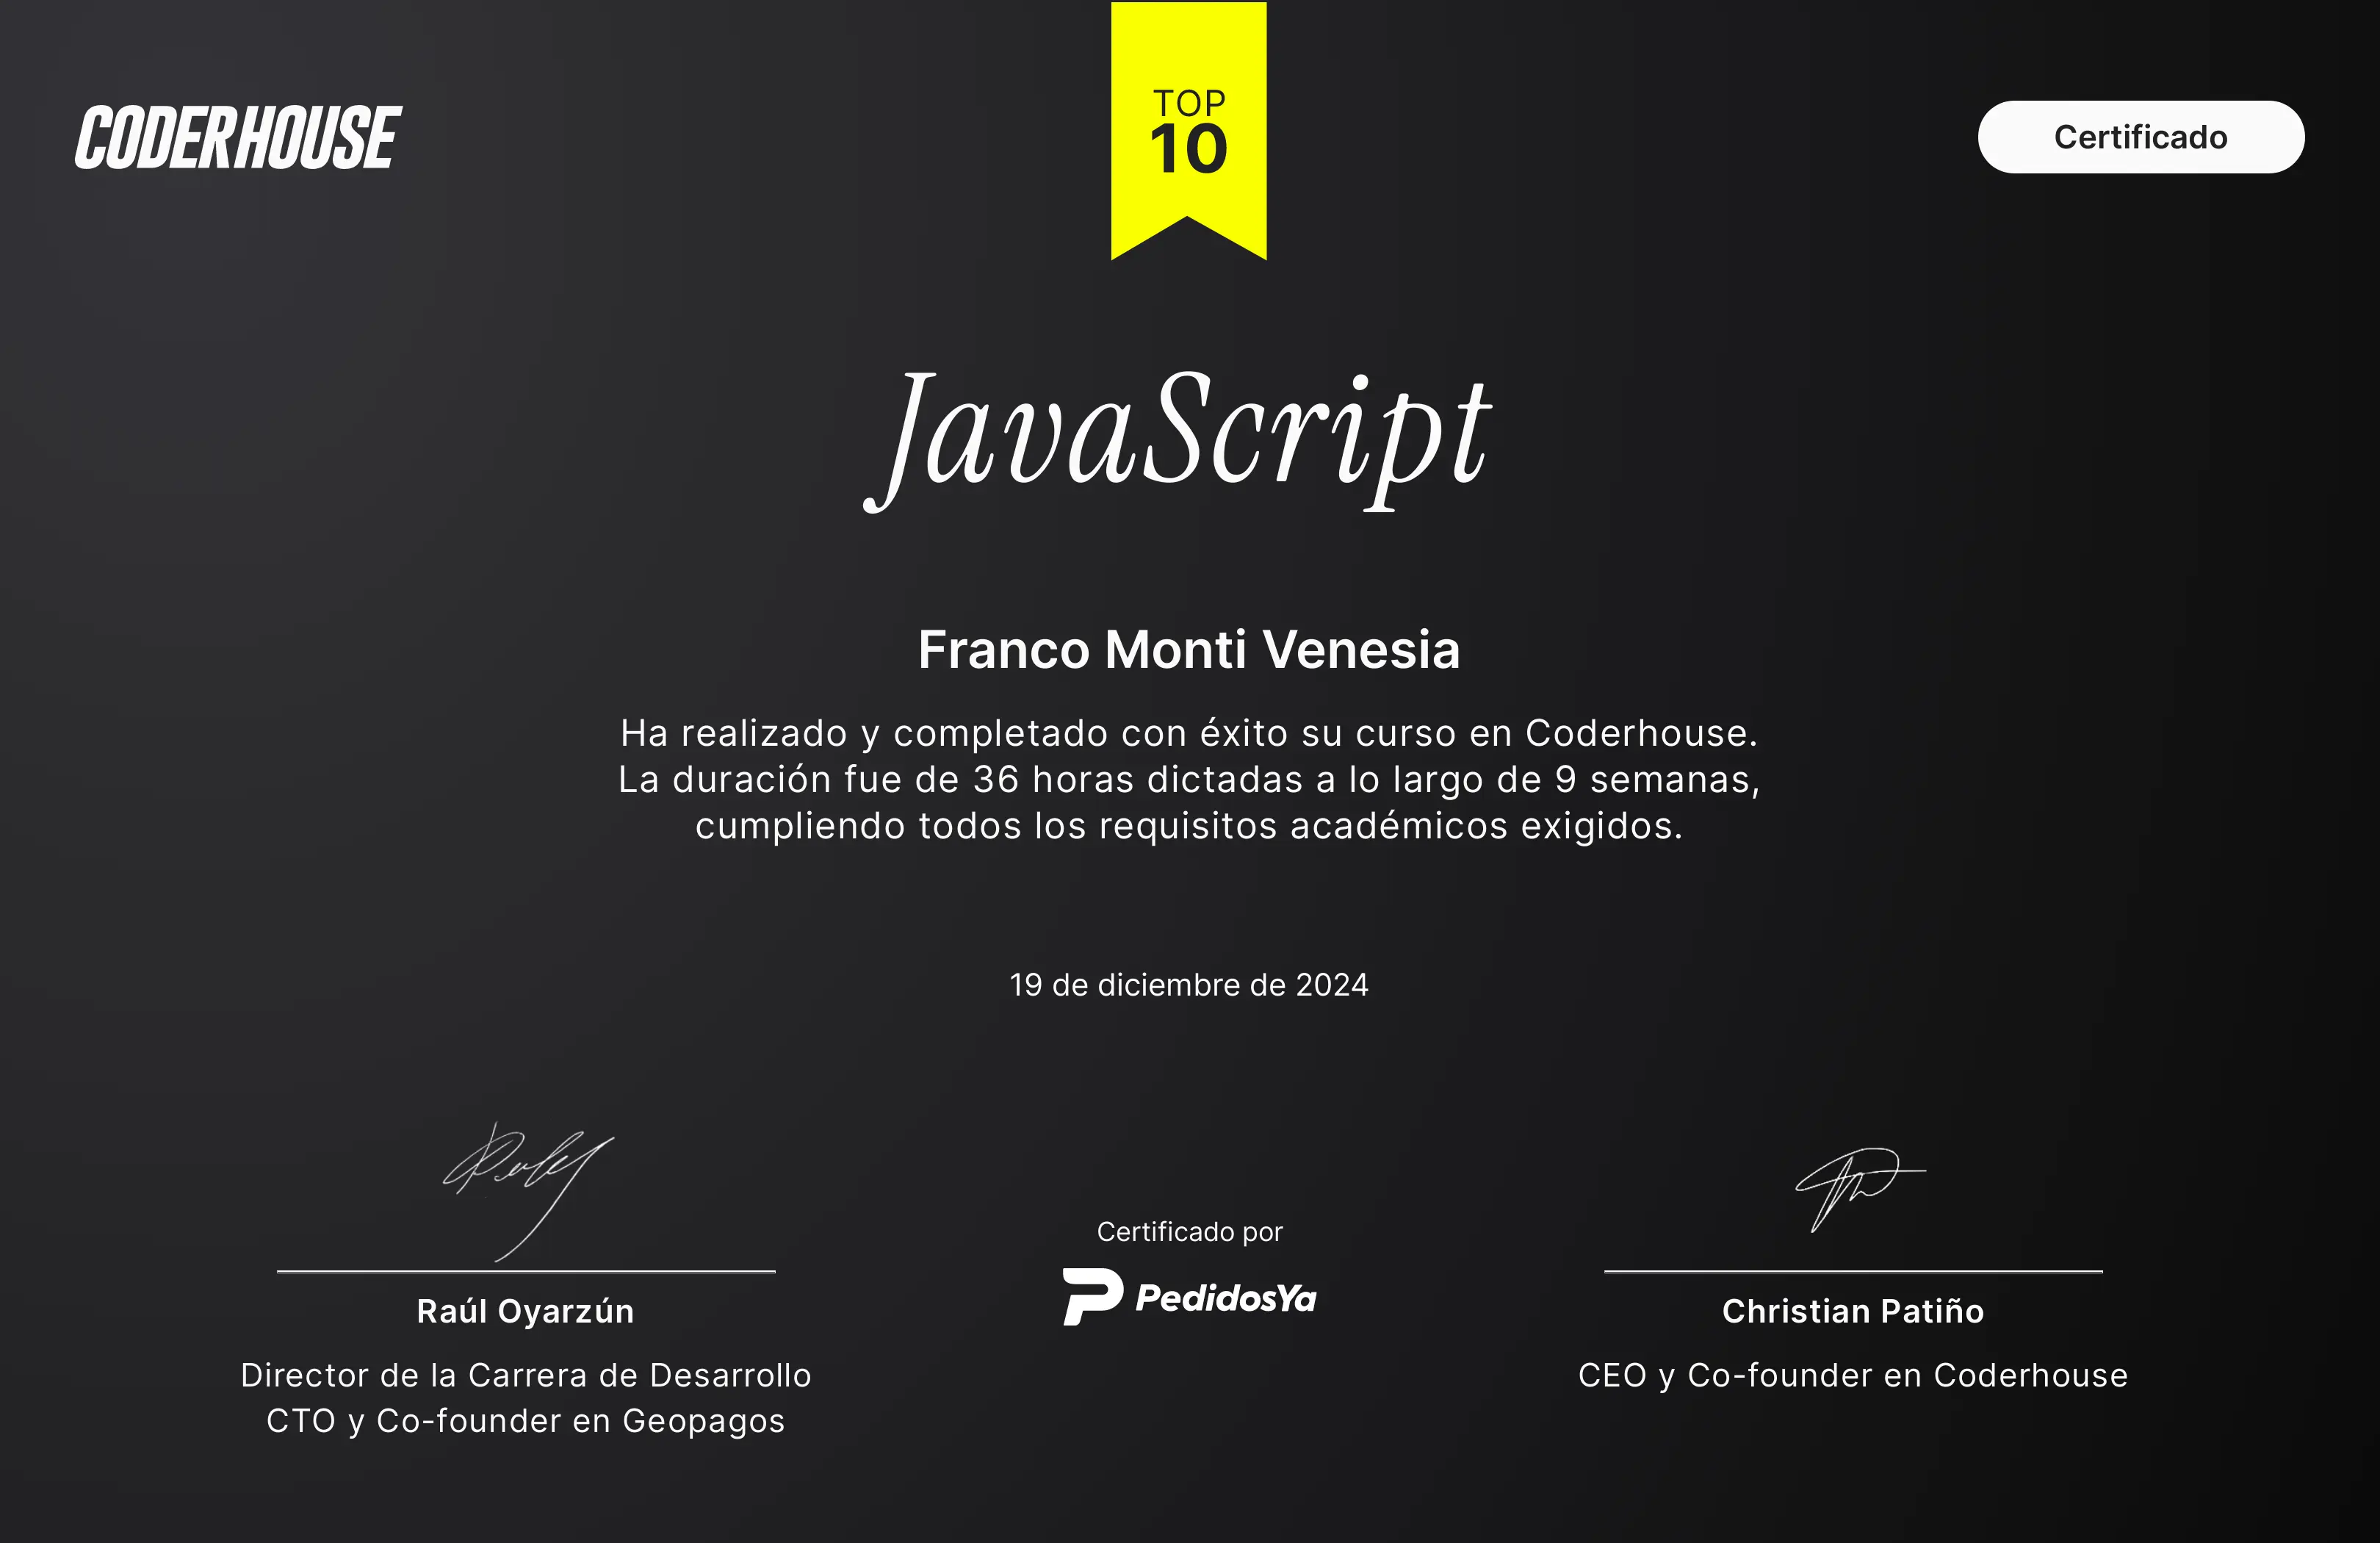 CODERHOUSE
TOP
10
Certificado
JavaScript
Franco Monti Venesia
Ha realizado y completado con éxito su curso en Coderhouse.
La duración fue de 36 horas dictadas a lo largo de 9 semanas,
cumpliendo todos los requisitos académicos exigidos.
19 de diciembre de 2024
Raúl Oyarzún
Director de la Carrera de Desarrollo
CTO y Co-founder en Geopagos
Certificado por
PedidosYa
Christian Patiño
CEO y Co-founder en Coderhouse